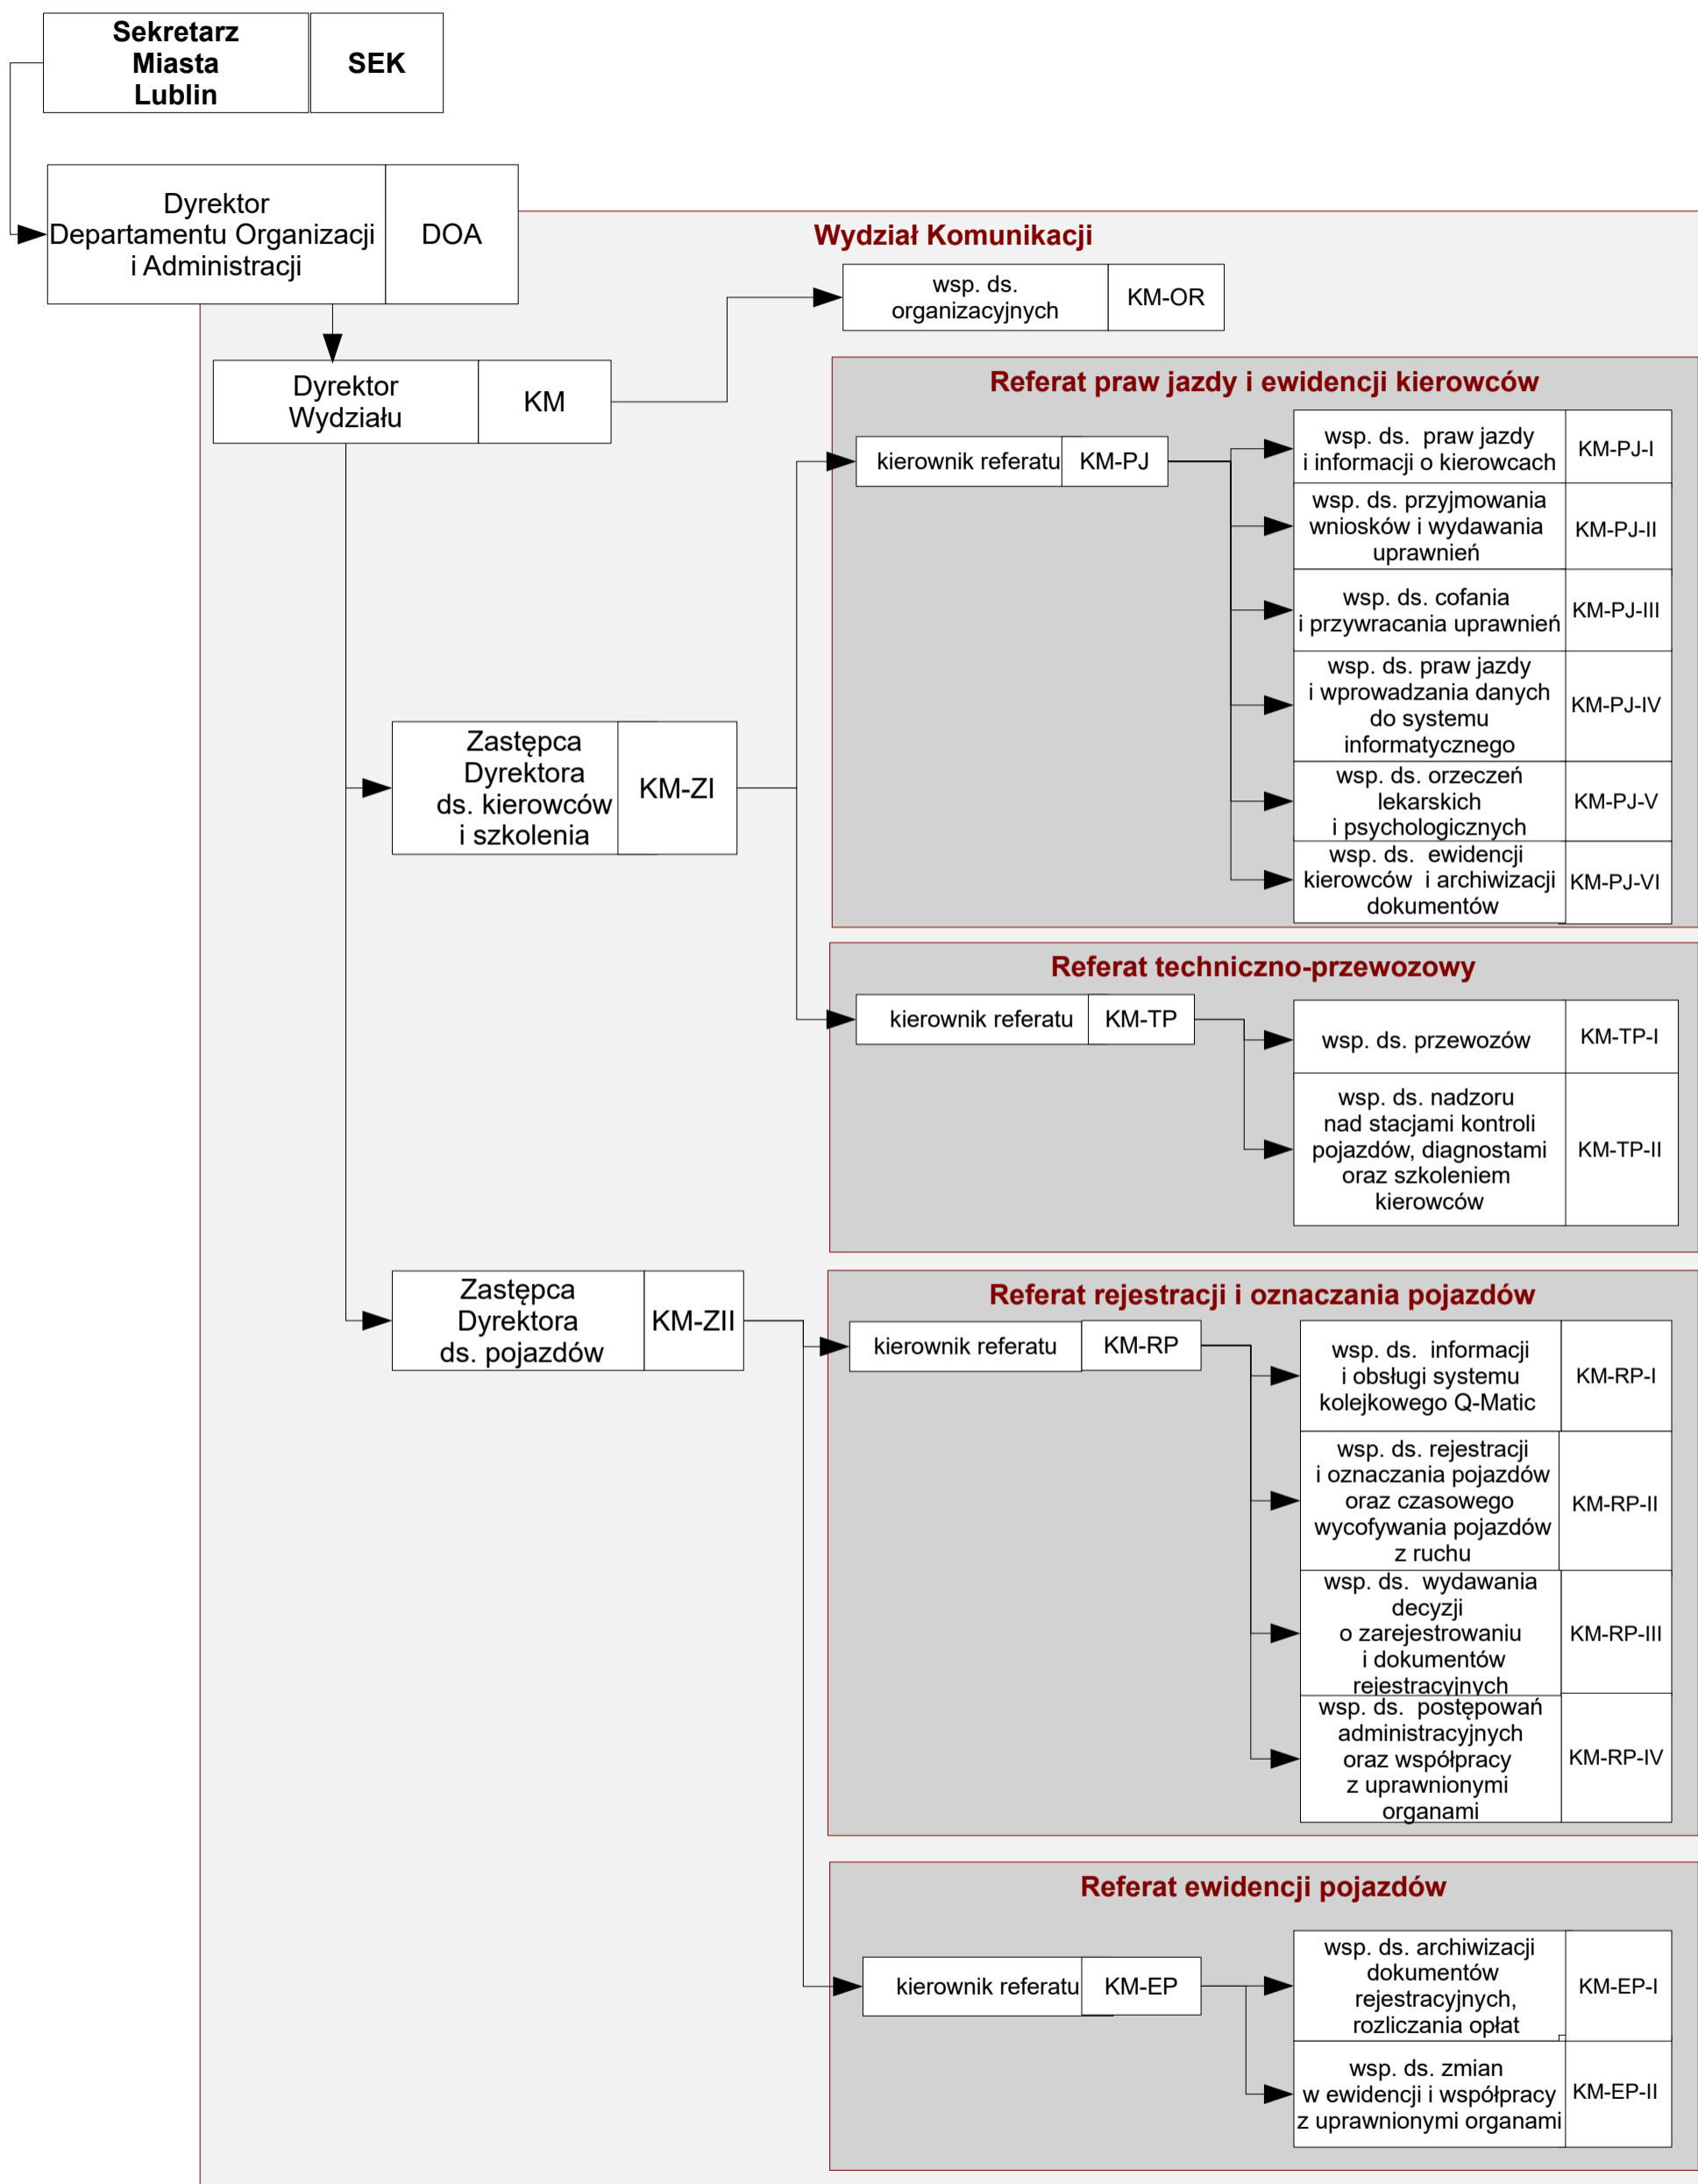 Sekretarz
Miasta
Lublin
SEK
Dyrektor
Departamentu Organizacji
i Administracji
DOA
Wydział Komunikacji
wsp. ds.
organizacyjnych
KM-OR
Dyrektor
Wydziału
KM
Referat praw jazdy i ewidencji kierowców
kierownik referatu
KM-PJ
wsp. ds. praw jazdy
i informacji o kierowcach
KM-PJ-I
wsp. ds. przyjmowania
wniosków i wydawania
uprawnień
KM-PJ-II
wsp. ds. cofania
i przywracania uprawnień
KM-PJ-III
wsp. ds. praw jazdy
i wprowadzania danych
do systemu
informatycznego
KM-PJ-IV
wsp. ds. orzeczeń
lekarskich
i psychologicznych
KM-PJ-V
wsp. ds. ewidencji
kierowców i archiwizacji
dokumentów
KM-PJ-VI
Zastępca
Dyrektora
ds. kierowców
i szkolenia
KM-ZI
Referat techniczno-przewozowy
kierownik referatu
KM-TP
wsp. ds. przewozów
KM-TP-I
wsp. ds. nadzoru
nad stacjami kontroli
pojazdów, diagnostami
oraz szkoleniem
kierowców
KM-TP-II
Zastępca
Dyrektora
ds. pojazdów
KM-ZII
Referat rejestracji i oznaczania pojazdów
kierownik referatu
KM-RP
wsp. ds. informacji
i obsługi systemu
kolejkowego Q-Matic
KM-RP-I
wsp. ds. rejestracji
i oznaczania pojazdów
oraz czasowego
wycofywania pojazdów
z ruchu
KM-RP-II
wsp. ds. wydawania
decyzji
o zarejestrowaniu
i dokumentów
rejestracyjnych
KM-RP-III
wsp. ds. postępowań
administracyjnych
oraz współpracy
z uprawnionymi
organami
KM-RP-IV
Referat ewidencji pojazdów
kierownik referatu
KM-EP
wsp. ds. archiwizacji
dokumentów
rejestracyjnych,
rozliczania opłat
KM-EP-I
wsp. ds. zmian
w ewidencji i współpracy
z uprawnionymi organami
KM-EP-II